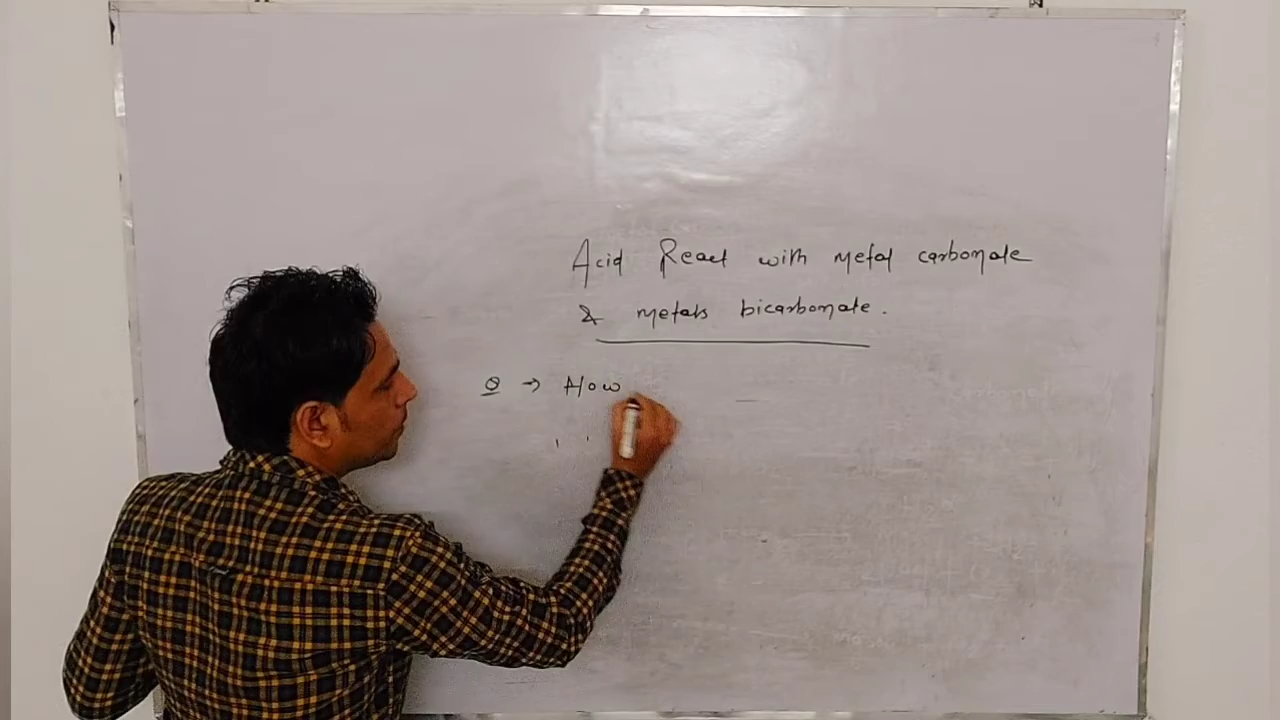 Acid React with metal carbonate
& metals bicarbonate.
Q → How